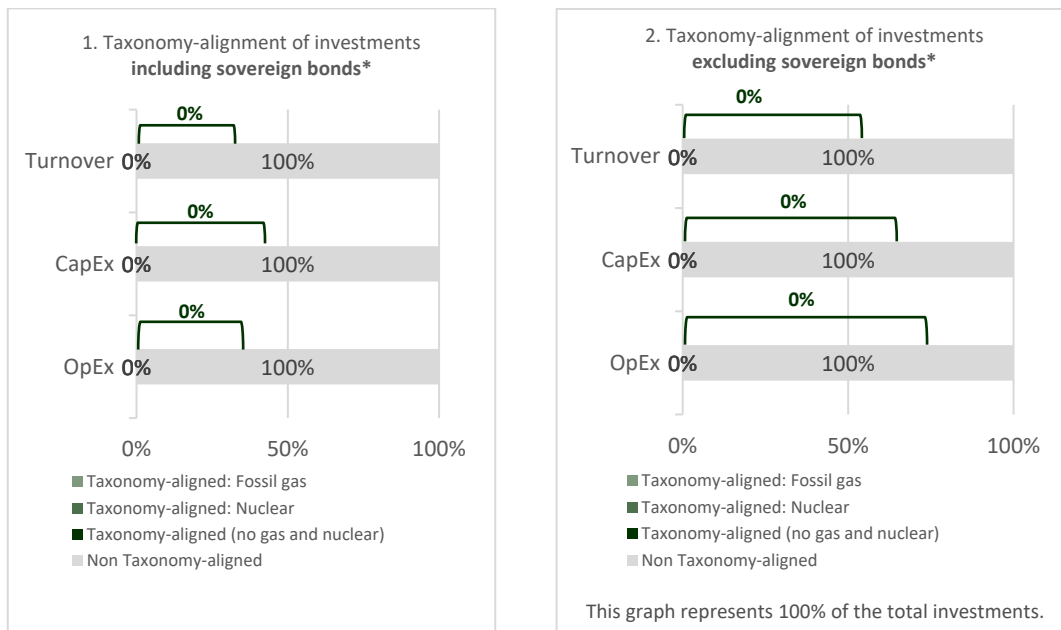 1. Taxonomy-alignment of investments
including sovereign bonds*
0%
Turnover 0% 100%
0%
CapEx 0% 100%
0%
OpEx 0% 100%
0% 50% 100%
Taxonomy-aligned: Fossil gas
Taxonomy-aligned: Nuclear
Taxonomy-aligned (no gas and nuclear)
Non Taxonomy-aligned
2. Taxonomy-alignment of investments
excluding sovereign bonds*
0%
Turnover 0% 100%
0%
CapEx 0% 100%
0%
OpEx 0% 100%
0% 50% 100%
Taxonomy-aligned: Fossil gas
Taxonomy-aligned: Nuclear
Taxonomy-aligned (no gas and nuclear)
Non Taxonomy-aligned
This graph represents 100% of the total investments.